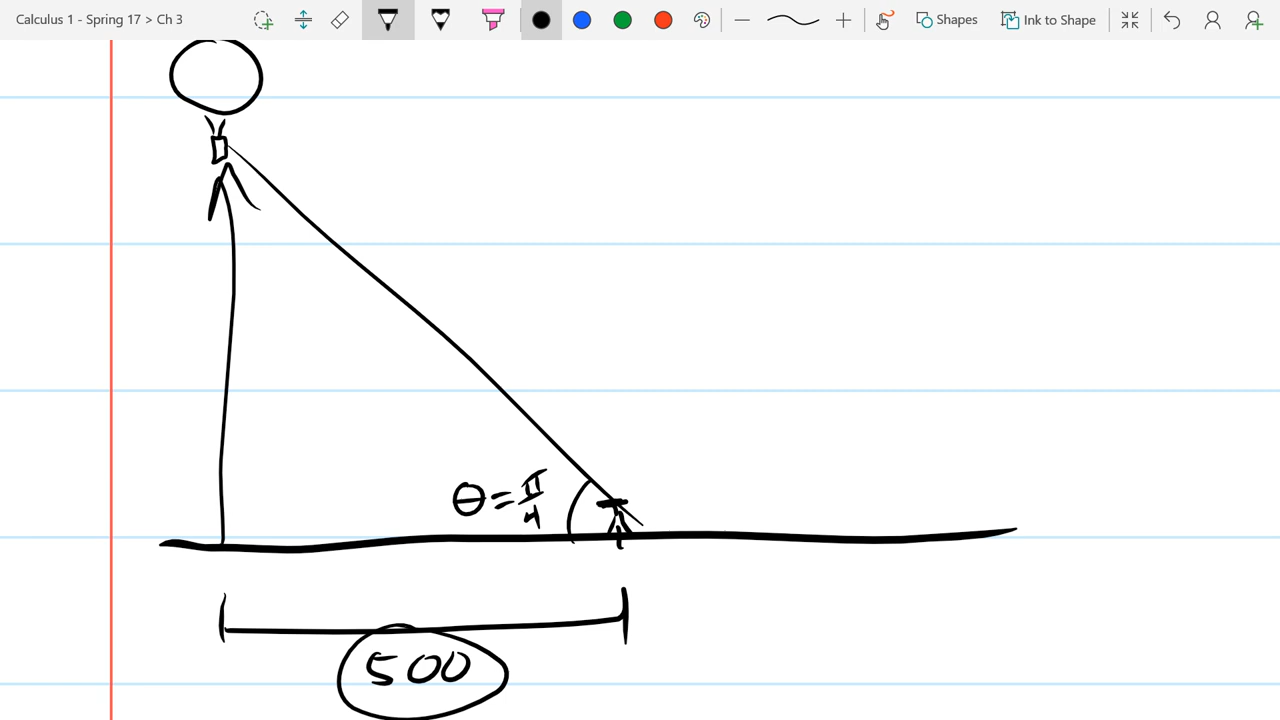 Calculus 1 - Spring 17 > Ch 3
Shapes
Ink to Shape
θ = π/4
500